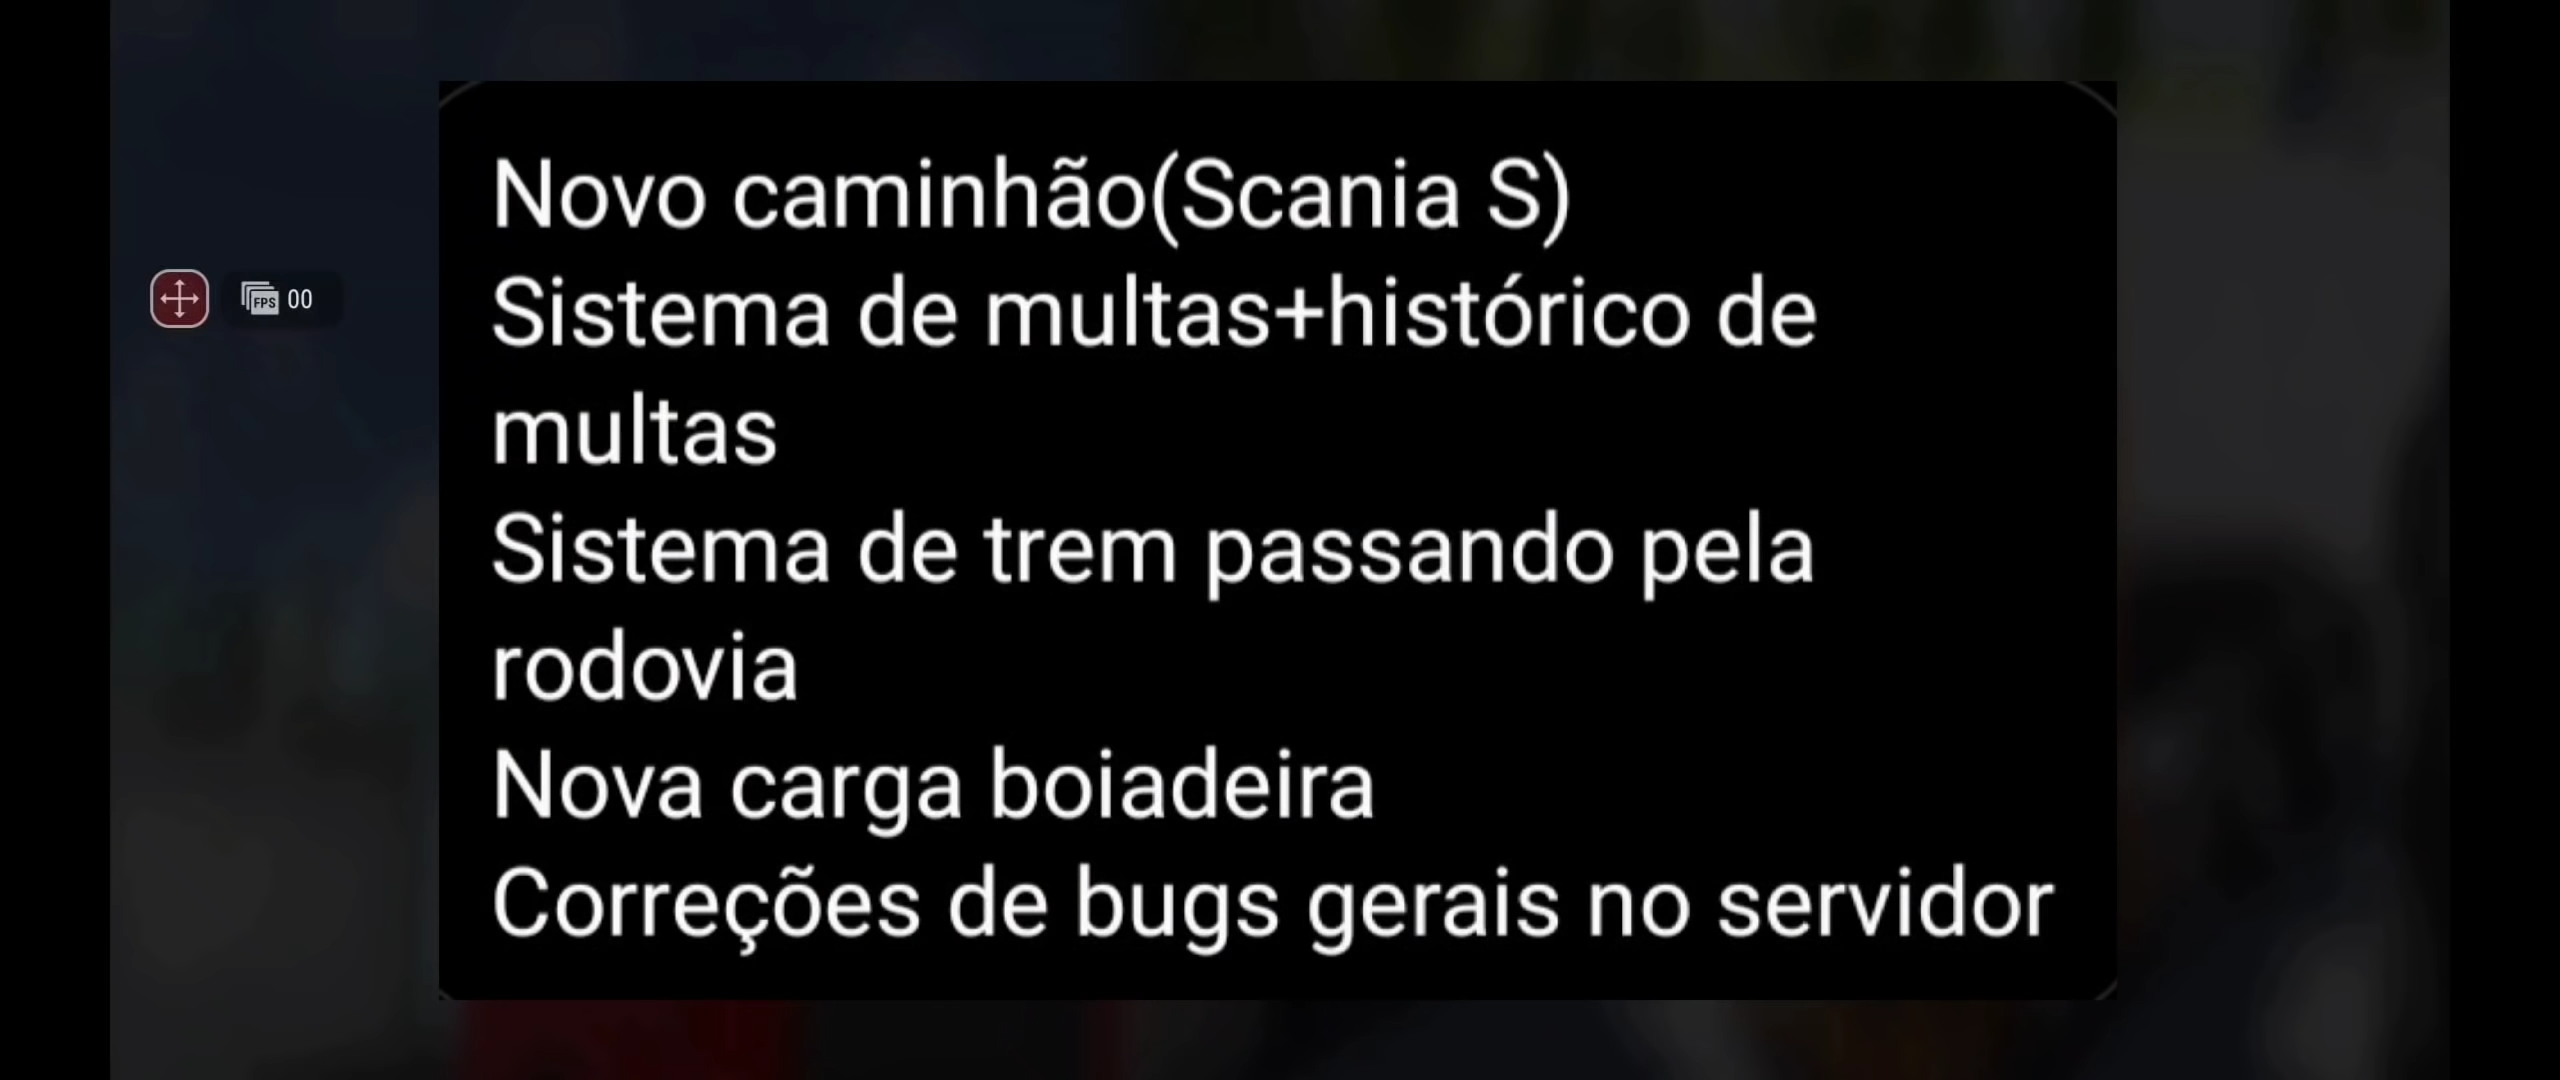 Novo caminhão(Scania S)
Sistema de multas+histórico de
multas
Sistema de trem passando pela
rodovia
Nova carga boiadeira
Correções de bugs gerais no servidor
FPS 00